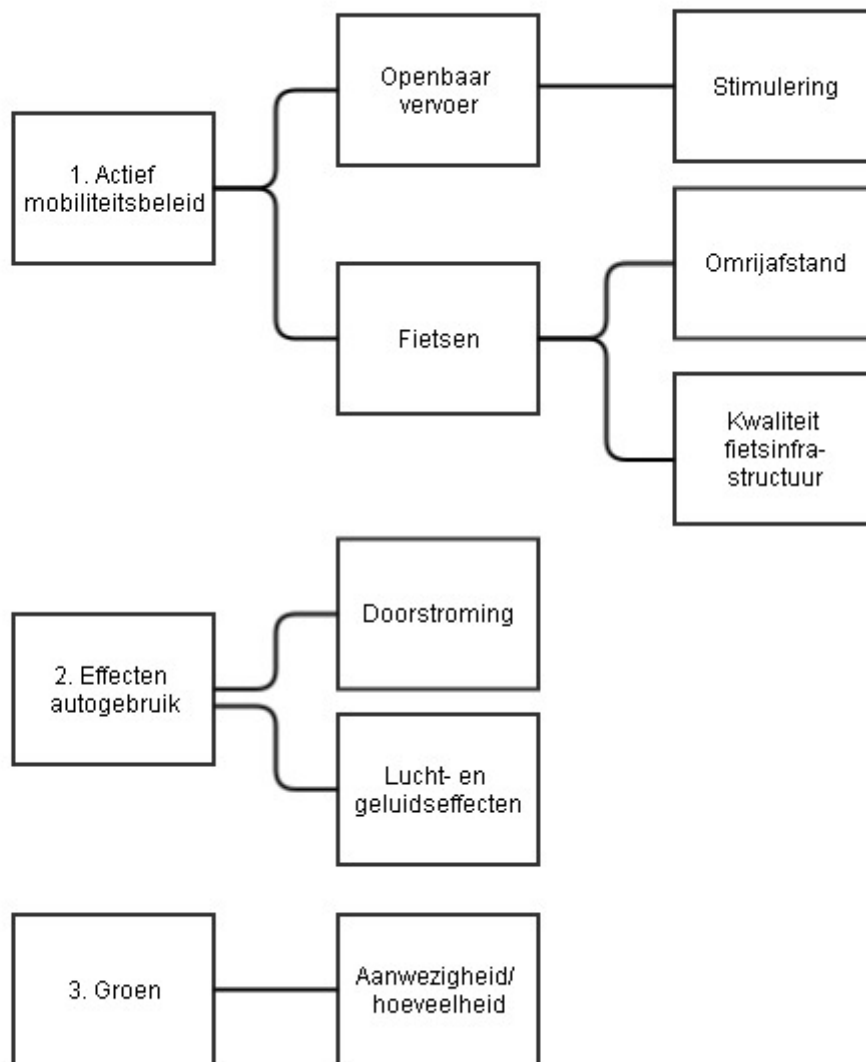 1. Actief
mobiliteitsbeleid
Openbaar
vervoer
Stimulering
Fietsen
Omrijafstand
Kwaliteit
fietsinfra-
structuur
2. Effecten
autogebruik
Doorstroming
Lucht- en
geluidseffecten
3. Groen
Aanwezigheid/
hoeveelheid